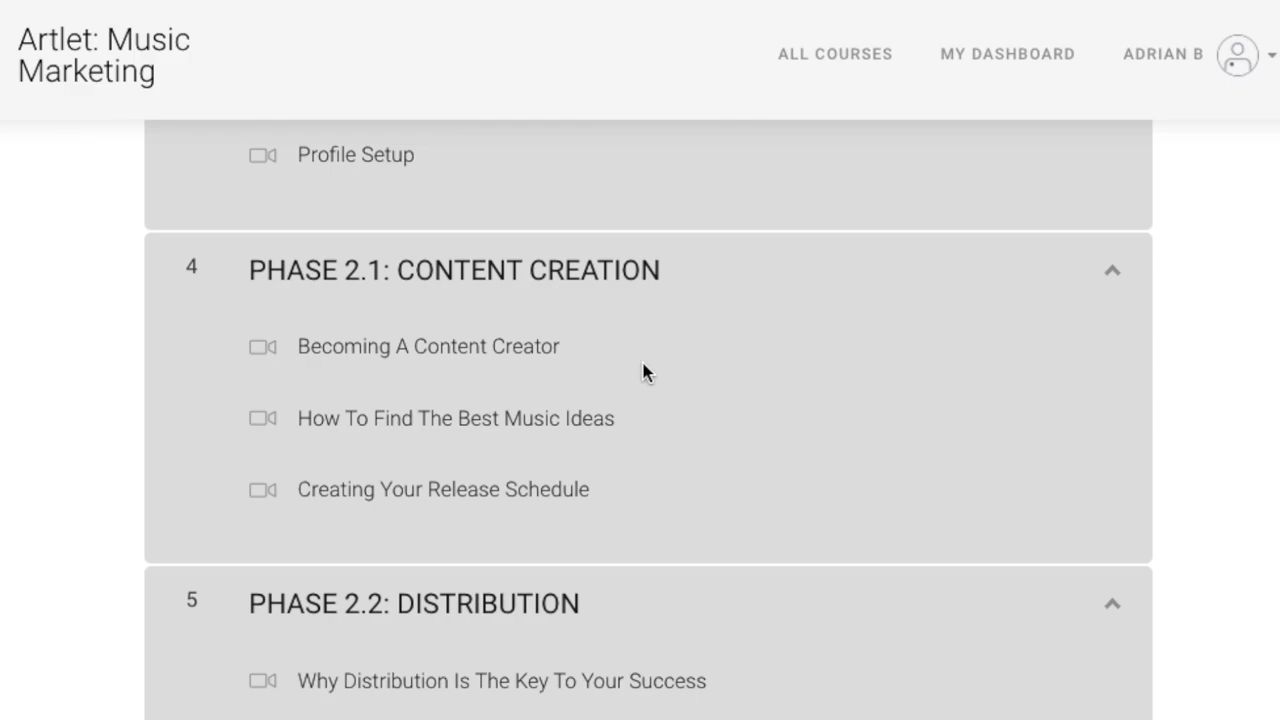 Artlet: Music
Marketing
ALL COURSES
MY DASHBOARD
ADRIAN B
Profile Setup
4
PHASE 2.1: CONTENT CREATION
Becoming A Content Creator
How To Find The Best Music Ideas
Creating Your Release Schedule
5
PHASE 2.2: DISTRIBUTION
Why Distribution Is The Key To Your Success